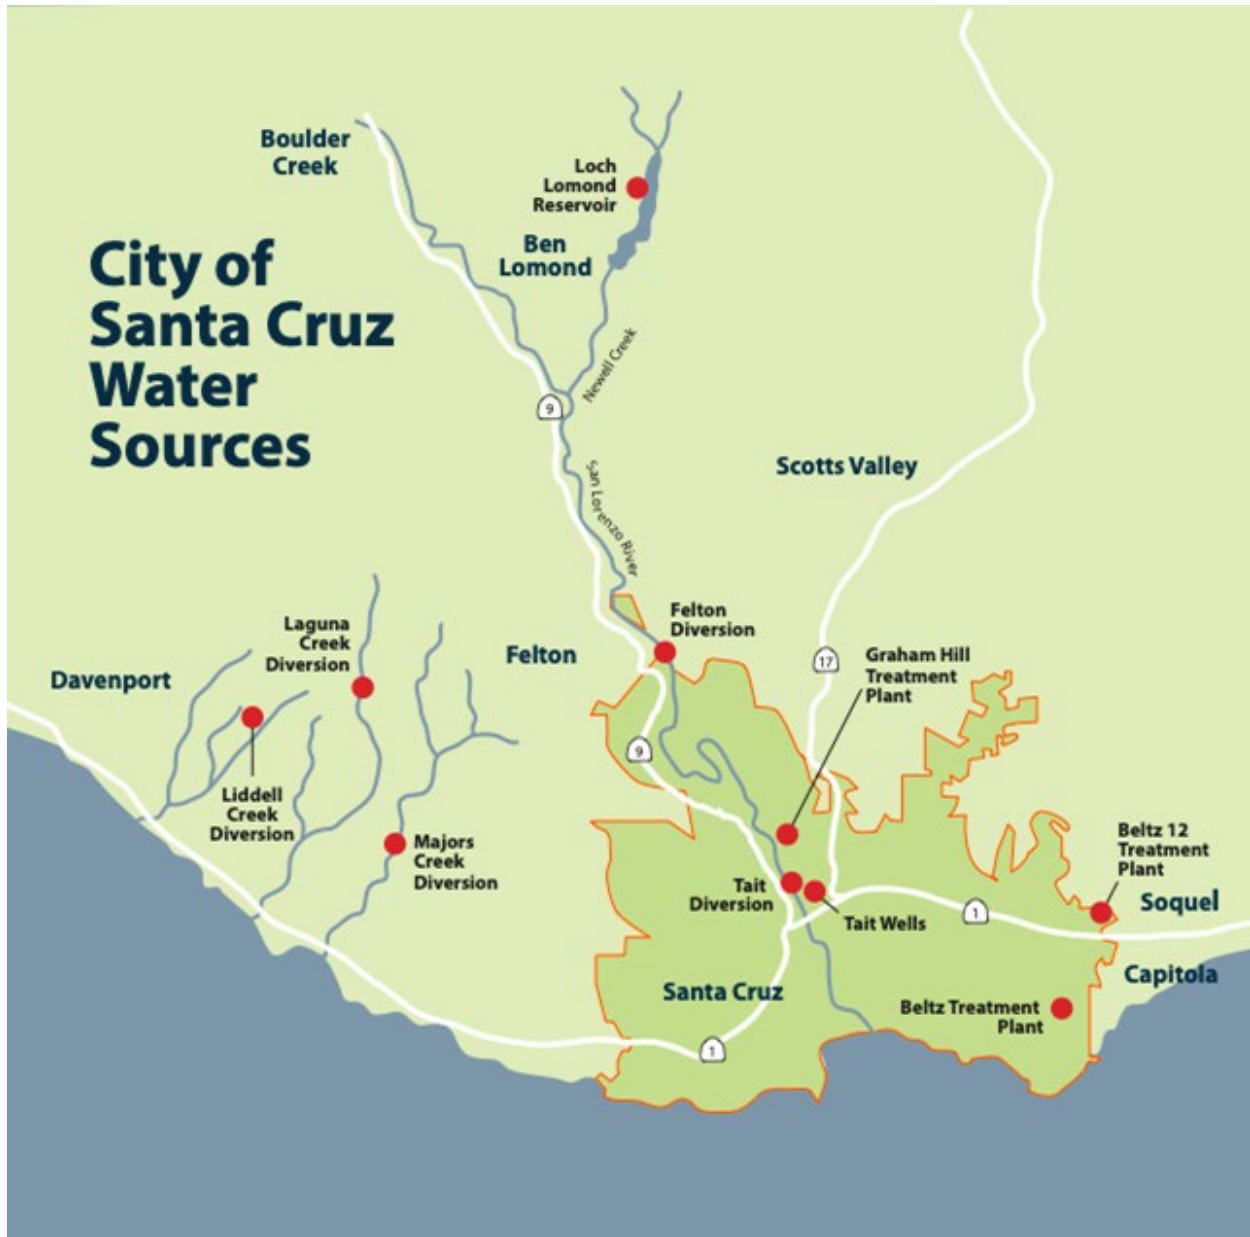 Boulder
Creek
Loch
Lomond
Reservoir
Ben
Lomond
City of
Santa Cruz
Water
Sources
Newell Creek
9
San Lorenzo River
Scotts Valley
Felton
Diversion
Laguna
Creek
Diversion
Felton
17
Graham Hill
Treatment
Plant
Davenport
9
Liddell
Creek
Diversion
Majors
Creek
Diversion
Beltz 12
Treatment
Plant
Tait
Diversion
Tait Wells
1
Soquel
Santa Cruz
Capitola
Beltz Treatment
Plant
1